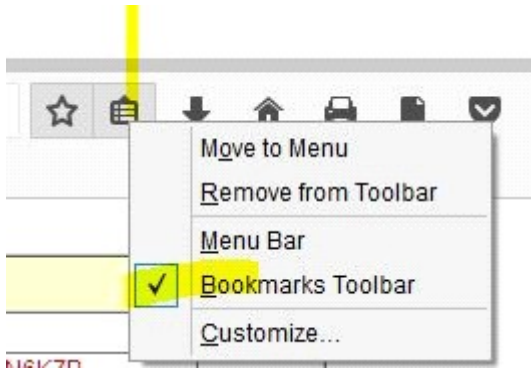 Move to Menu
Remove from Toolbar
Menu Bar
Bookmarks Toolbar
Customize...